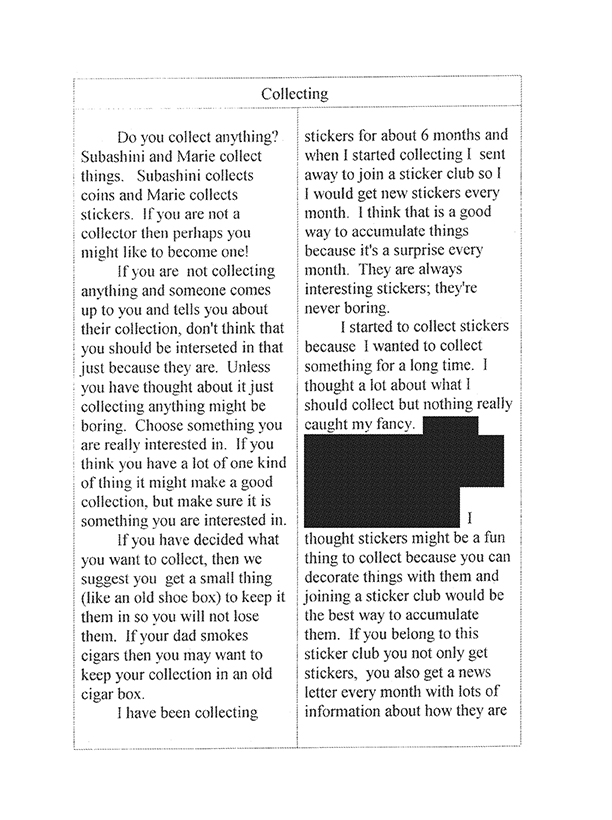 Collecting
Do you collect anything?
Subashini and Marie collect
things. Subashini collects
coins and Marie collects
stickers. If you are not a
collector then perhaps you
might like to become one!
If you are not collecting
anything and someone comes
up to you and tells you about
their collection, don't think that
you should be interseted in that
just because they are. Unless
you have thought about it just
collecting anything might be
boring. Choose something you
are really interested in. If you
think you have a lot of one kind
of thing it might make a good
collection, but make sure it is
something you are interested in.
If you have decided what
you want to collect, then we
suggest you get a small thing
(like an old shoe box) to keep it
them in so you will not lose
them. If your dad smokes
cigars then you may want to
keep your collection in an old
cigar box.
I have been collecting
stickers for about 6 months and
when I started collecting I sent
away to join a sticker club so I
I would get new stickers every
month. I think that is a good
way to accumulate things
because it's a surprise every
month. They are always
interesting stickers; they're
never boring.
I started to collect stickers
because I wanted to collect
something for a long time. I
thought a lot about what I
should collect but nothing really
caught my fancy.
I
thought stickers might be a fun
thing to collect because you can
decorate things with them and
joining a sticker club would be
the best way to accumulate
them. If you belong to this
sticker club you not only get
stickers, you also get a news
letter every month with lots of
information about how they are